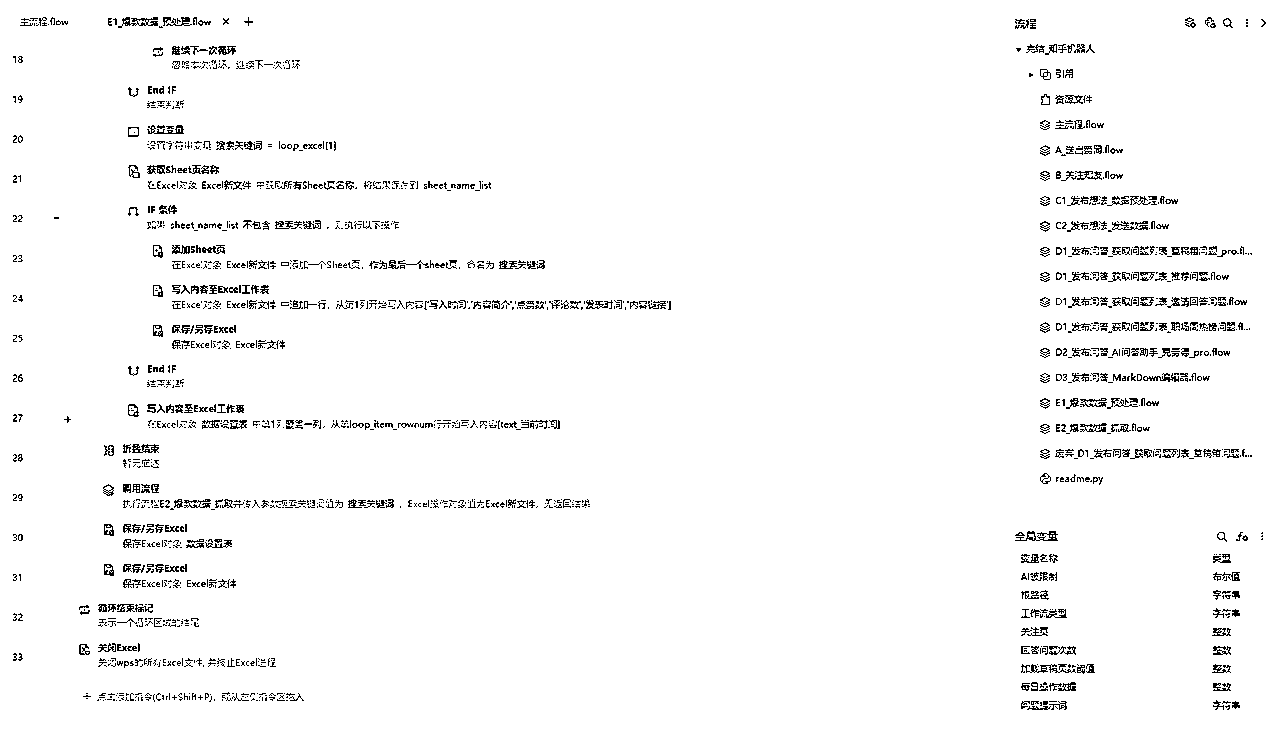 主流程.flow
E1_爆款数据_预处理.flow
18
继续下一次循环
忽略本次循环，继续下一次循环
19
End IF
结束判断
20
设置变量
设置字符串变量 搜索关键词 = loop_excel[1]
21
获取Sheet页名称
在Excel对象 Excel新文件 中获取所有Sheet页名称，将结果保存到 sheet_name_list
22
IF 条件
如果 sheet_name_list 不包含 搜索关键词 ，则执行以下操作
23
添加Sheet页
在Excel对象 Excel新文件 中添加一个Sheet页，作为最后一个sheet页，命名为 搜索关键词
24
写入内容至Excel工作表
在Excel对象 Excel新文件 中追加一行，从第1列开始写入内容['写入时间','内容简介','点赞数','评论数','发表时间','内容链接']
25
保存/另存Excel
保存Excel对象 Excel新文件
26
End IF
结束判断
27
写入内容至Excel工作表
在Excel对象 数据设置表 中第1列 一列，从第loop_item_rownum行开始写入内容[text_当前时间]
28
折叠结束
暂无描述
29
调用流程
执行流程E2_爆款数据_抓取并传入参数搜索关键词值为 搜索关键词 ，Excel操作对象值为Excel新文件，无返回结果
30
保存/另存Excel
保存Excel对象 数据设置表
31
保存/另存Excel
保存Excel对象 Excel新文件
32
循环结束标记
表示一个循环区域的结尾
33
关闭Excel
关闭wps的所有Excel文件, 并终止Excel进程
点击添加指令(Ctrl+Shift+P)，或从左侧指令区拖入
流程
完结_知乎机器人
引用
资源文件
主流程.flow
A_送出赞同.flow
B_关注知友.flow
C1_发布想法_数据预处理.flow
C2_发布想法_发送数据.flow
D1_发布问答_获取问题列表_草稿箱问题_pro.fl...
D1_发布问答_获取问题列表_推荐问题.flow
D1_发布问答_获取问题列表_邀请回答问题.flow
D1_发布问答_获取问题列表_职场周热榜问题.fl...
D2_发布问答_AI问答助手_克劳德_pro.flow
D3_发布问答_MarkDown编辑器.flow
E1_爆款数据_预处理.flow
E2_爆款数据_抓取.flow
废弃_D1_发布问答_获取问题列表_草稿箱问题.f...
readme.py
全局变量
变量名称 类型
AI被限制 布尔值
根路径 字符串
工作流类型 字符串
关注页 整数
回答问题次数 整数
加载草稿页数阈值 整数
每日操作数据 整数
问题提示词 字符串